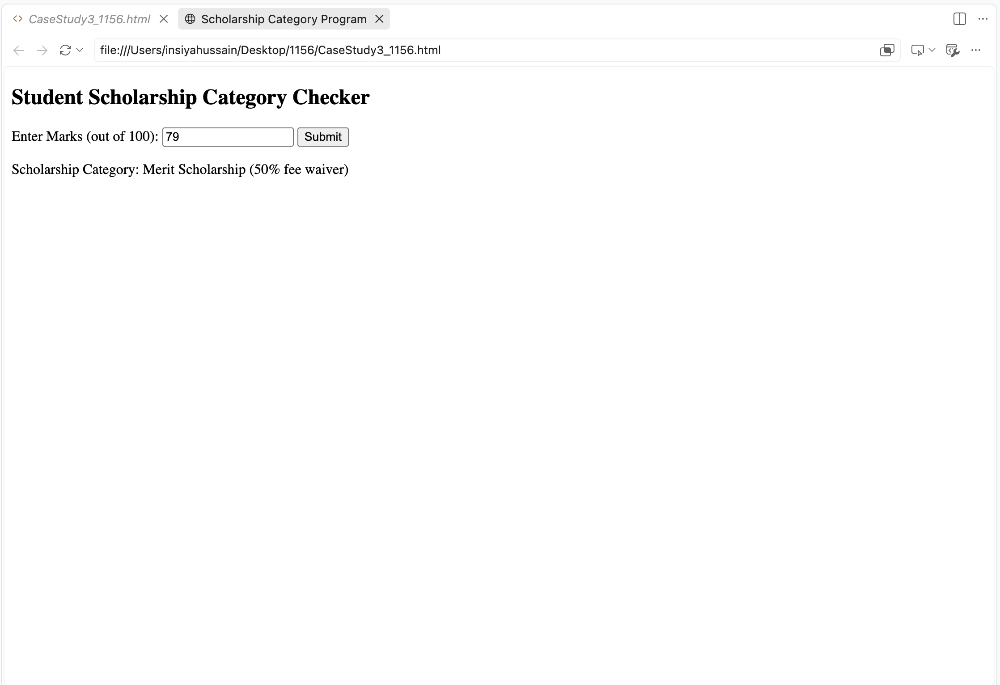 CaseStudy3_1156.html
Scholarship Category Program
file:///Users/insiyahussain/Desktop/1156/CaseStudy3_1156.html
Student Scholarship Category Checker
Enter Marks (out of 100): 79 Submit
Scholarship Category: Merit Scholarship (50% fee waiver)